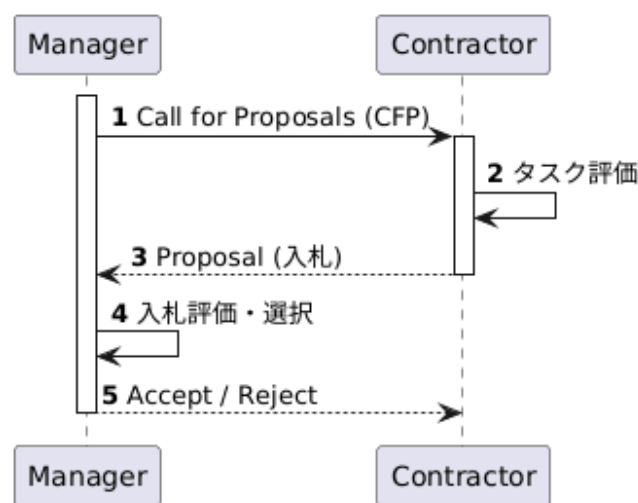 Manager
Contractor
1 Call for Proposals (CFP)
2 タスク評価
3 Proposal (入札)
4 入札評価・選択
5 Accept / Reject
Manager
Contractor